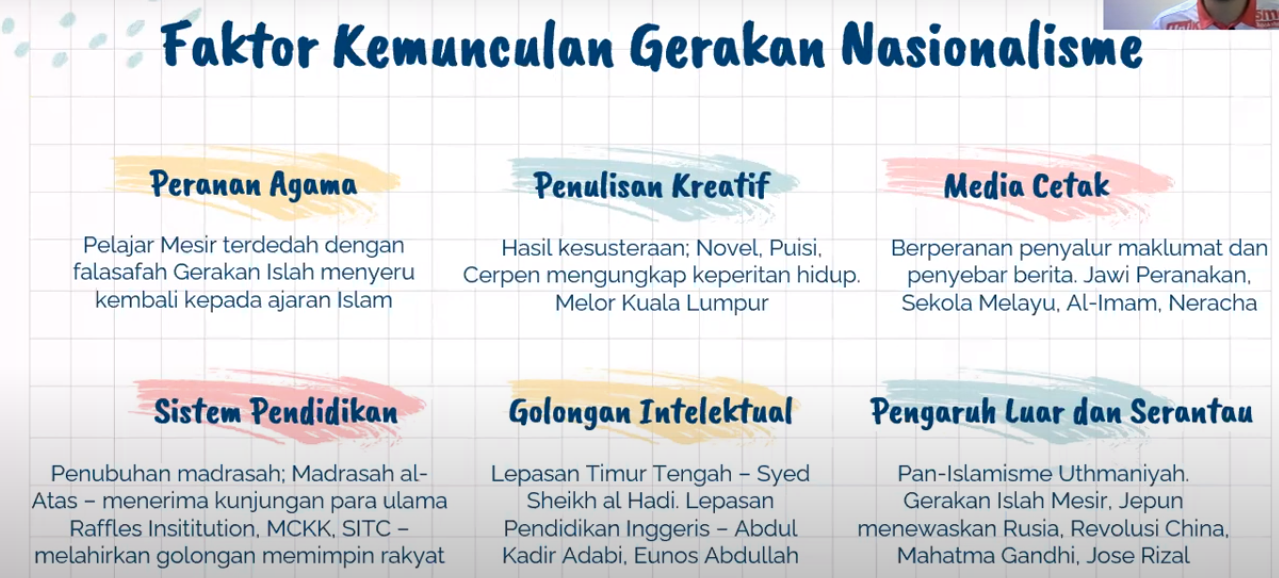 Faktor Kemunculan Gerakan Nasionalisme
Peranan Agama
Pelajar Mesir terdedah dengan
falasafah Gerakan Islah menyeru
kembali kepada ajaran Islam
Penulisan Kreatif
Hasil kesusteraan; Novel, Puisi,
Cerpen mengungkap keperitan hidup.
Melor Kuala Lumpur
Media Cetak
Berperanan penyalur maklumat dan
penyebar berita. Jawi Peranakan,
Sekola Melayu, Al-Imam, Neracha
Sistem Pendidikan
Penubuhan madrasah; Madrasah al-
Atas – menerima kunjungan para ulama
Raffles Insititution, MCKK, SITC –
melahirkan golongan memimpin rakyat
Golongan Intelektual
Lepasan Timur Tengah – Syed
Sheikh al Hadi. Lepasan
Pendidikan Inggeris – Abdul
Kadir Adabi, Eunos Abdullah
Pengaruh Luar dan Serantau
Pan-Islamisme Uthmaniyah.
Gerakan Islah Mesir, Jepun
menewaskan Rusia, Revolusi China,
Mahatma Gandhi, Jose Rizal